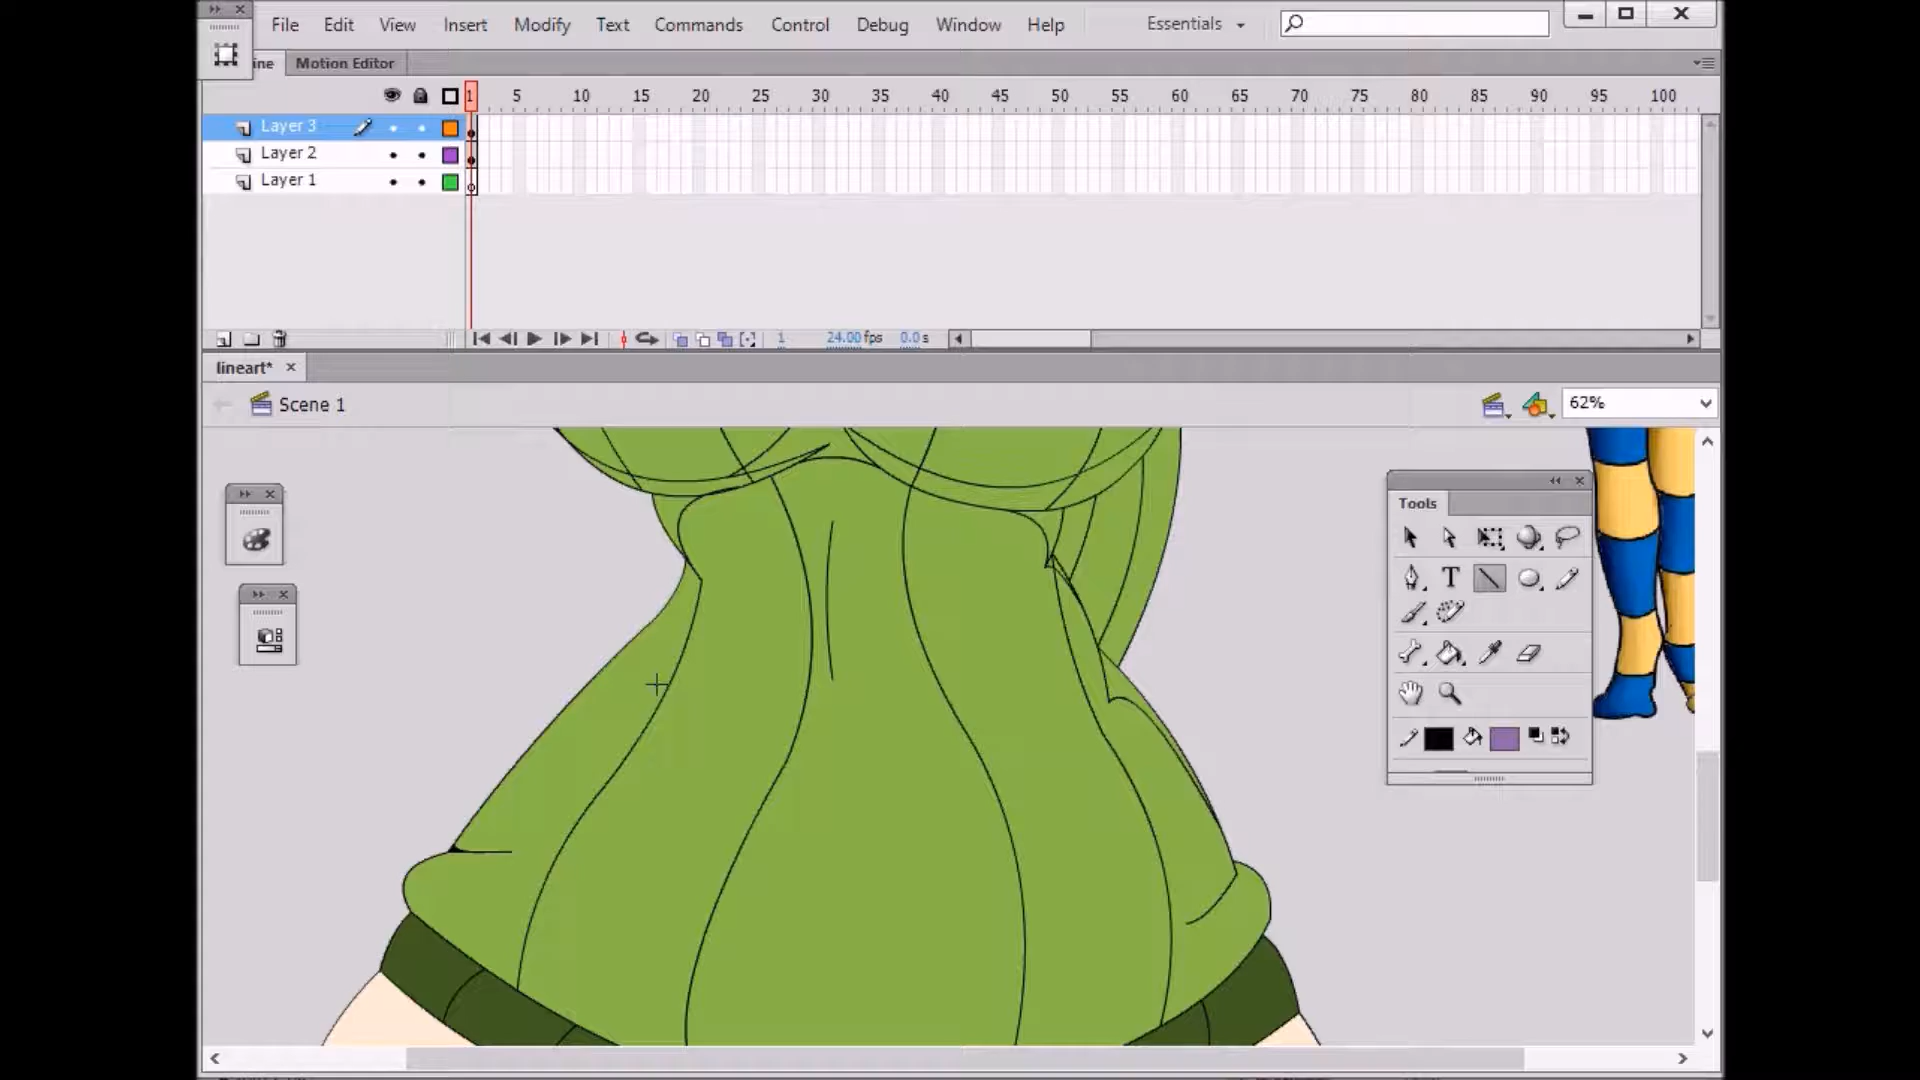 File Edit View Insert Modify Text Commands Control Debug Window Help Essentials
ine Motion Editor
1 5 10 15 20 25 30 35 40 45 50 55 60 65 70 75 80 85 90 95 100
Layer 3
Layer 2
Layer 1
1 24.00 fps 0.0 s
lineart*
Scene 1 62%
Tools
T